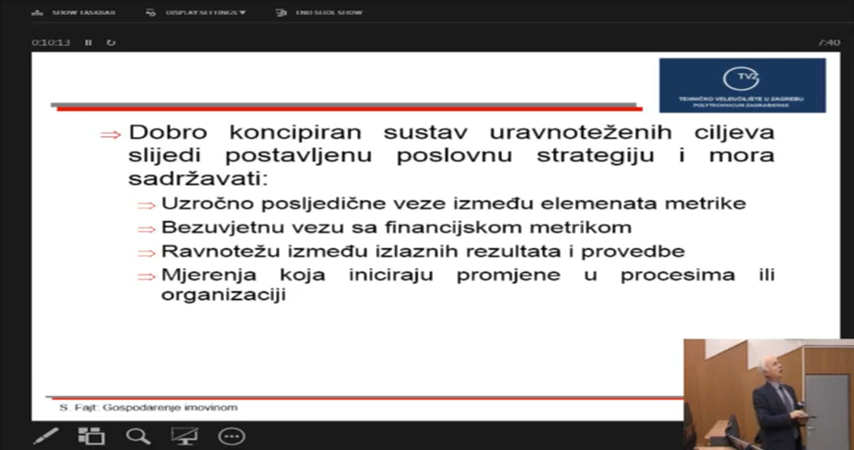 SHOW TASKBAR DISPLAY SETTINGS ▼ END SLIDE SHOW
0:10:13 7:40
TVZ
TEHNIČKO VELEUČILIŠTE U ZAGREBU
POLYTECHNICUM ZAGRABIENSE
⇒ Dobro koncipiran sustav uravnoteženih ciljeva
slijedi postavljenu poslovnu strategiju i mora
sadržavati:
⇒ Uzročno posljedične veze između elemenata metrike
⇒ Bezuvjetnu vezu sa financijskom metrikom
⇒ Ravnotežu između izlaznih rezultata i provedbe
⇒ Mjerenja koja iniciraju promjene u procesima ili
organizaciji
S. Fajt: Gospodarenje imovinom